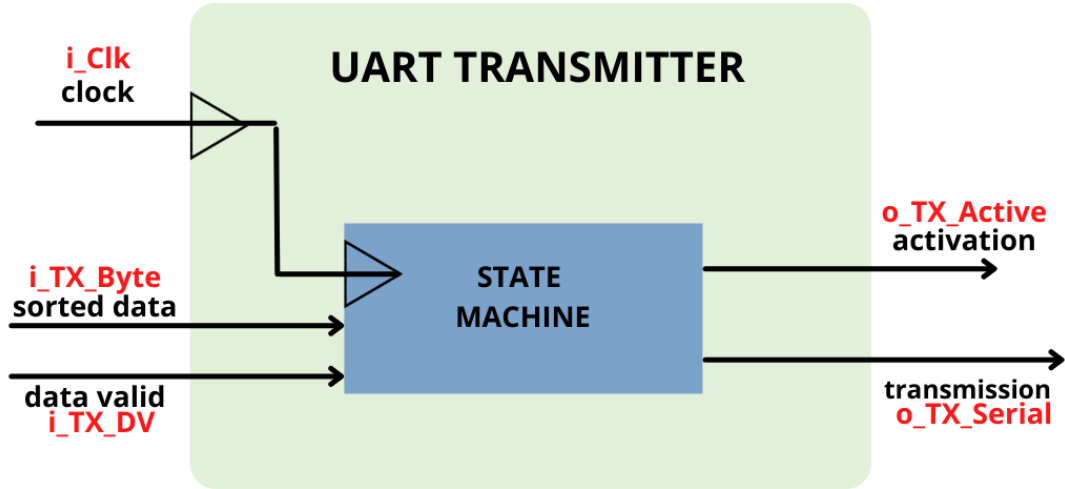 UART TRANSMITTER
i_Clk
clock
i_TX_Byte
sorted data
data valid
i_TX_DV
STATE
MACHINE
o_TX_Active
activation
transmission
o_TX_Serial